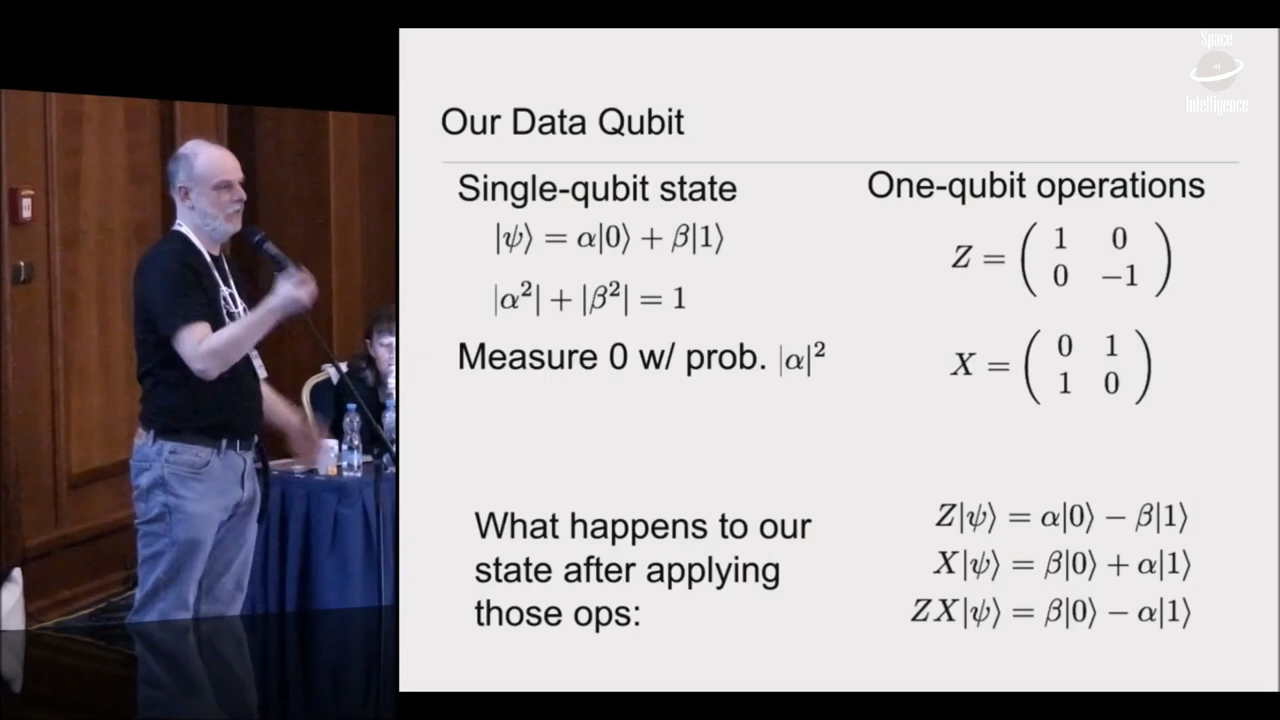 Space
of
Intelligence
Our Data Qubit
Single-qubit state
|ψ⟩ = α|0⟩ + β|1⟩
|α²| + |β²| = 1
Measure 0 w/ prob. |α|²
One-qubit operations
Z = ( 1 0
0 −1 )
X = ( 0 1
1 0 )
What happens to our
state after applying
those ops:
Z|ψ⟩ = α|0⟩ − β|1⟩
X|ψ⟩ = β|0⟩ + α|1⟩
ZX|ψ⟩ = β|0⟩ − α|1⟩